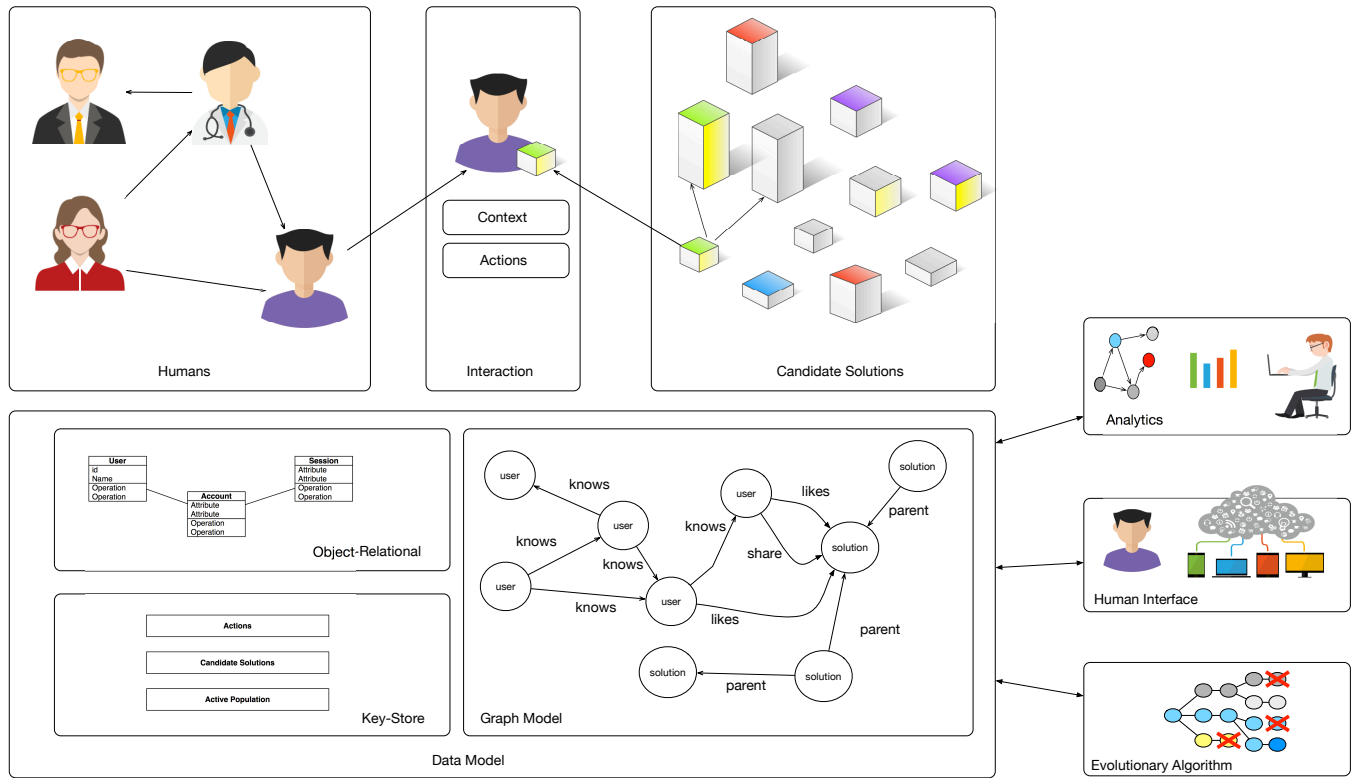 Humans
Interaction
Context
Actions
Candidate Solutions
Analytics
Human Interface
Evolutionary Algorithm
User
id
Name
Operation
Operation
Account
Attribute
Attribute
Operation
Operation
Session
Attribute
Attribute
Operation
Operation
Object-Relational
Actions
Candidate Solutions
Active Population
Key-Store
user
knows
user
knows
user
knows
knows
user
knows
user
likes
share
likes
solution
parent
solution
parent
solution
parent
solution
Graph Model
Data Model